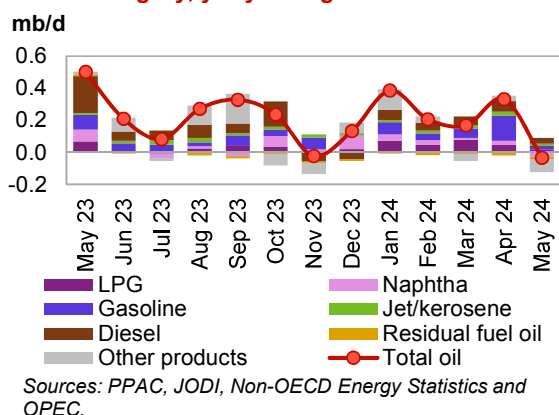 mb/d
0.6
0.4
0.2
0.0
-0.2
May 23
Jun 23
Jul 23
Aug 23
Sep 23
Oct 23
Nov 23
Dec 23
Jan 24
Feb 24
Mar 24
Apr 24
May 24
LPG Naphtha
Gasoline Jet/kerosene
Diesel Residual fuel oil
Other products Total oil
Sources: PPAC, JODI, Non-OECD Energy Statistics and
OPEC.